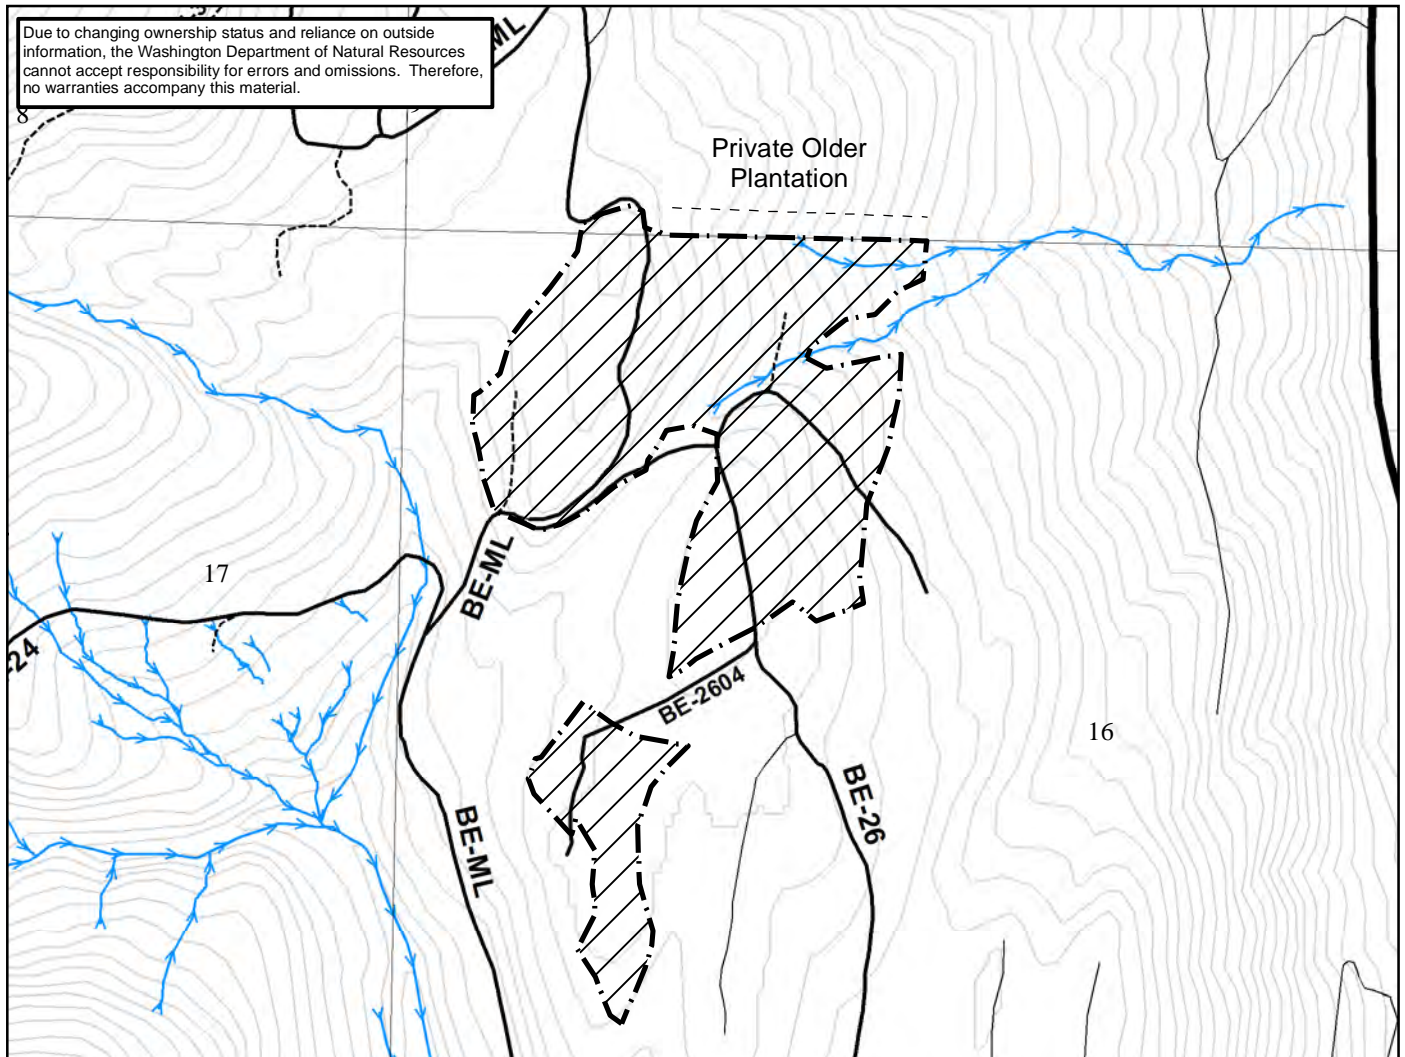 Due to changing ownership status and reliance on outside
information, the Washington Department of Natural Resources
cannot accept responsibility for errors and omissions. Therefore,
no warranties accompany this material.
ML
8
Private Older
Plantation
17
BE-ML
-24
BE-2604
16
BE-26
BE-ML